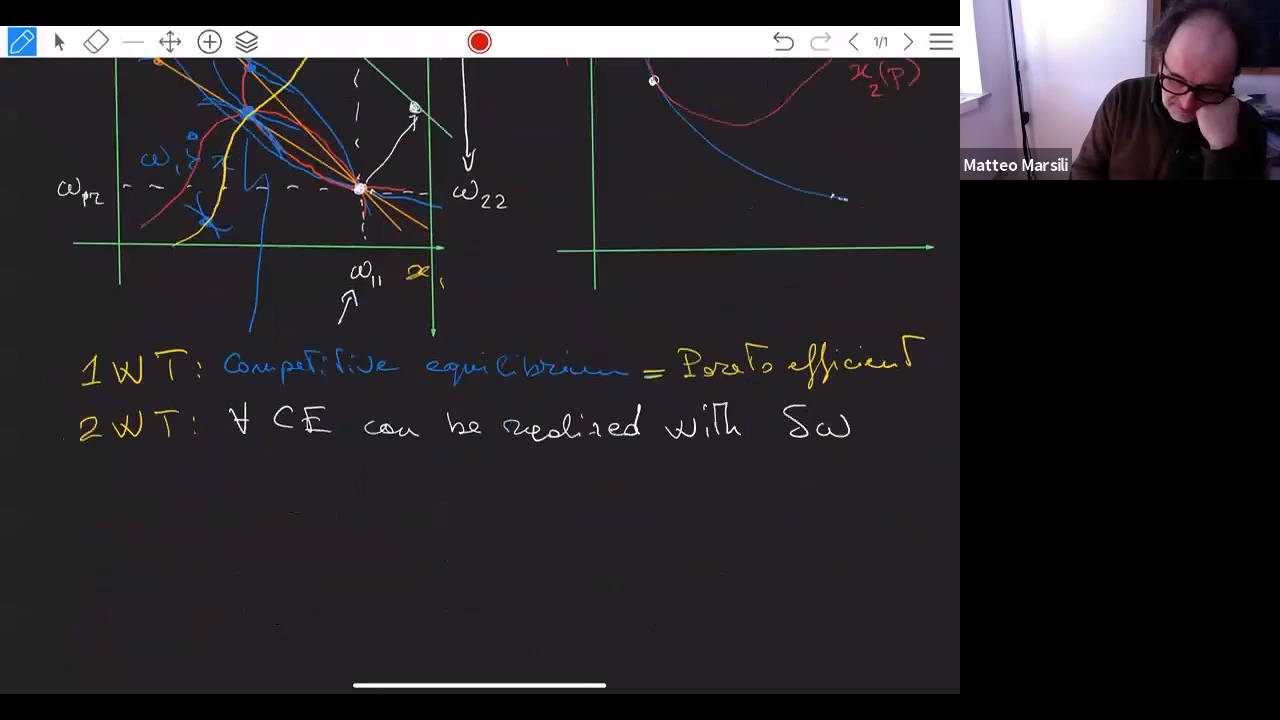 1/1
x₂(p)
Matteo Marsili
ω₂₂
ω₁₁ x₁
1WT: Competitive equilibrium = Pareto efficient
2WT: ∀ CE can be realized with δω